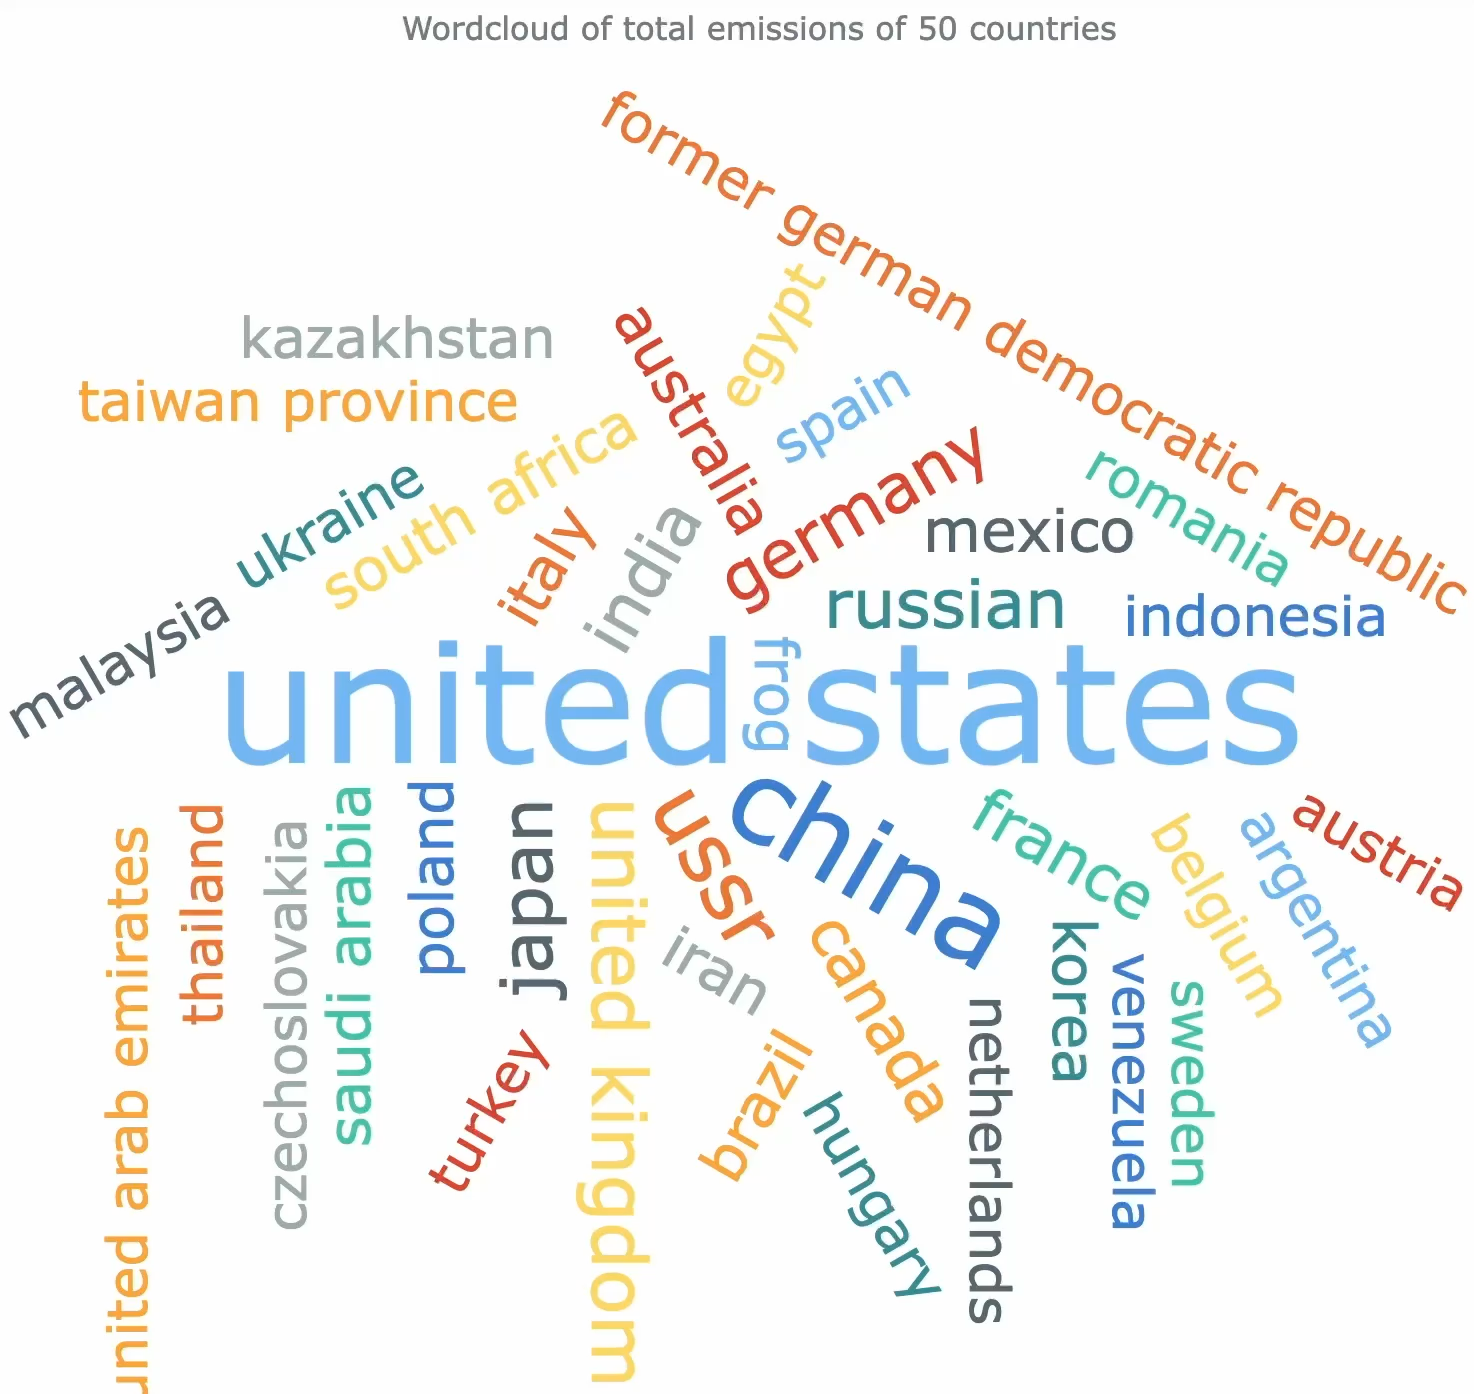 Wordcloud of total emissions of 50 countries
former german democratic republic
egypt
kazakhstan
australia
taiwan province
spain
south africa
germany
romania
ukraine
italy
india
mexico
russian
indonesia
malaysia
united states
frog
china
ussr
france
austria
belgium
argentina
poland
japan
united kingdom
thailand
saudi arabia
czechoslovakia
united arab emirates
iran
canada
korea
venezuela
sweden
netherlands
turkey
brazil
hungary